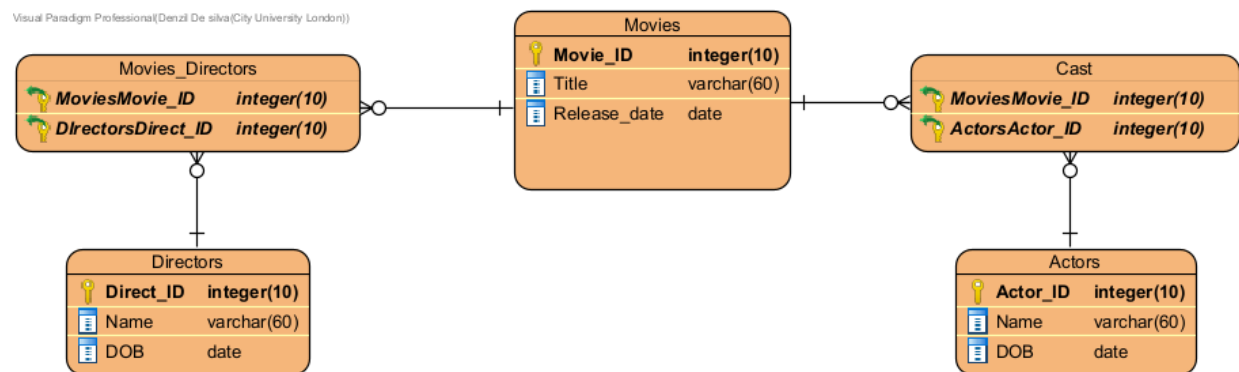 Visual Paradigm Professional(Denzil De silva(City University London))
Movies
Movie_ID integer(10)
Title varchar(60)
Release_date date
Movies_Directors
MoviesMovie_ID integer(10)
DIrectorsDirect_ID integer(10)
Cast
MoviesMovie_ID integer(10)
ActorsActor_ID integer(10)
Directors
Direct_ID integer(10)
Name varchar(60)
DOB date
Actors
Actor_ID integer(10)
Name varchar(60)
DOB date